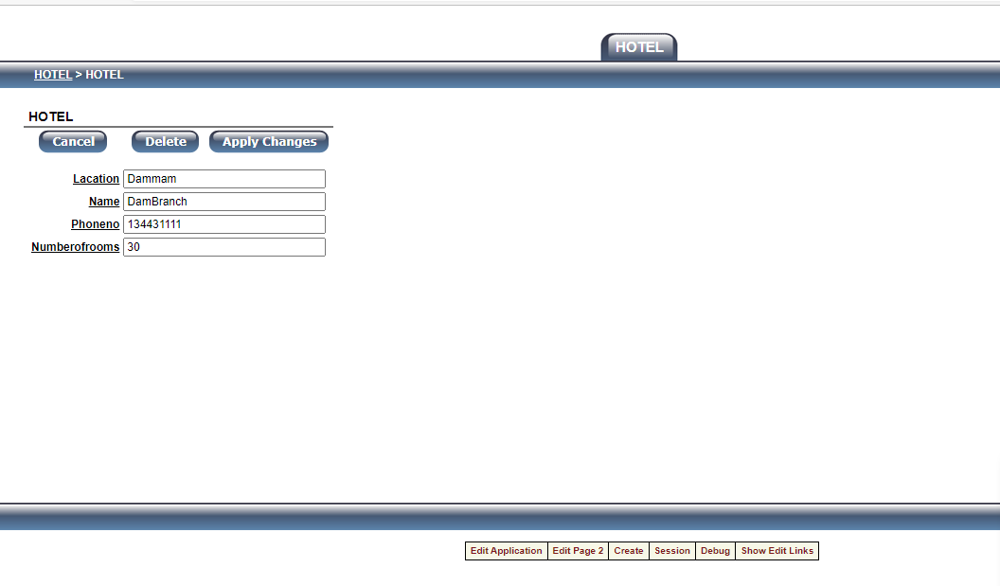 HOTEL
HOTEL > HOTEL
HOTEL
Cancel Delete Apply Changes
Lacation Dammam
Name DamBranch
Phoneno 134431111
Numberofrooms 30
Edit Application Edit Page 2 Create Session Debug Show Edit Links